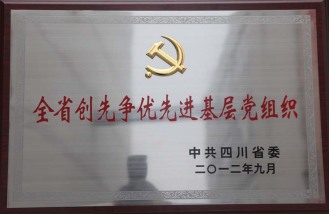 全省创先争优先进基层党组织
中共四川省委
二〇一二年九月